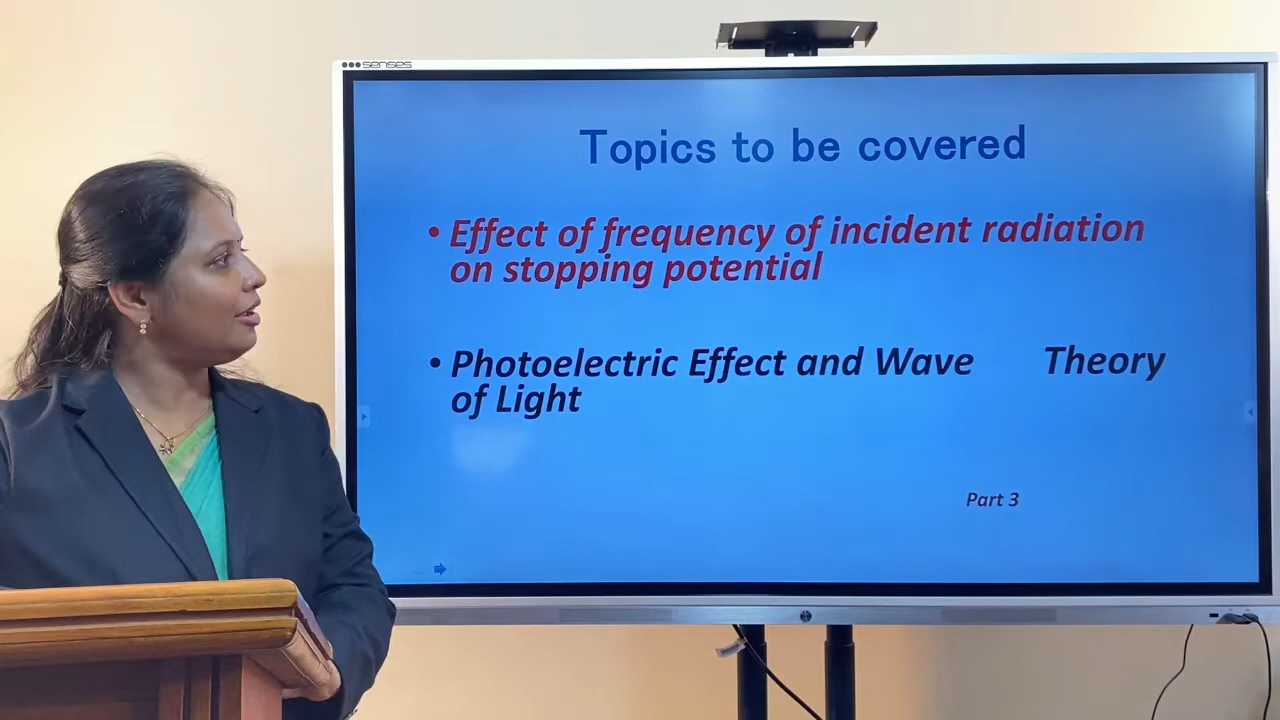 senses
Topics to be covered
• Effect of frequency of incident radiation
on stopping potential
• Photoelectric Effect and Wave Theory
of Light
Part 3